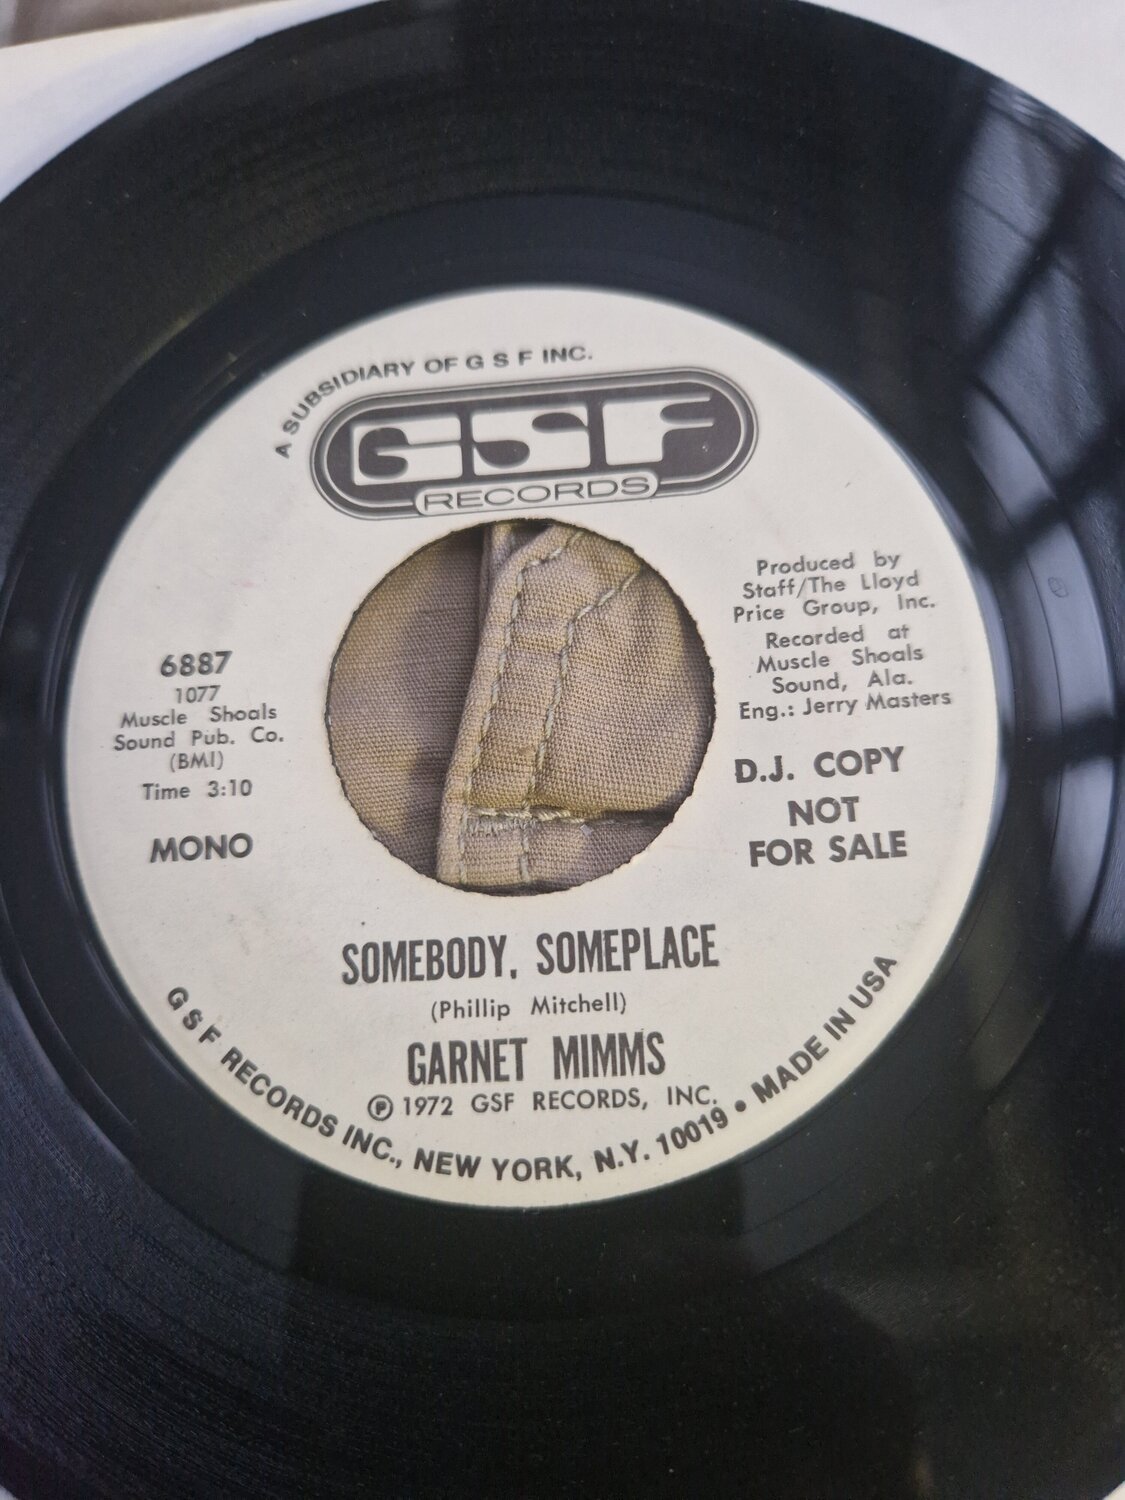 A SUBSIDIARY OF G S F INC.
GSF
RECORDS
6887
1077
Muscle Shoals
Sound Pub. Co.
(BMI)
Time 3:10
MONO
Produced by
Staff/The Lloyd
Price Group, Inc.
Recorded at
Muscle Shoals
Sound, Ala.
Eng.: Jerry Masters
D.J. COPY
NOT
FOR SALE
SOMEBODY, SOMEPLACE
(Phillip Mitchell)
GARNET MIMMS
℗ 1972 GSF RECORDS, INC.
G S F RECORDS INC., NEW YORK, N.Y. 10019 • MADE IN USA